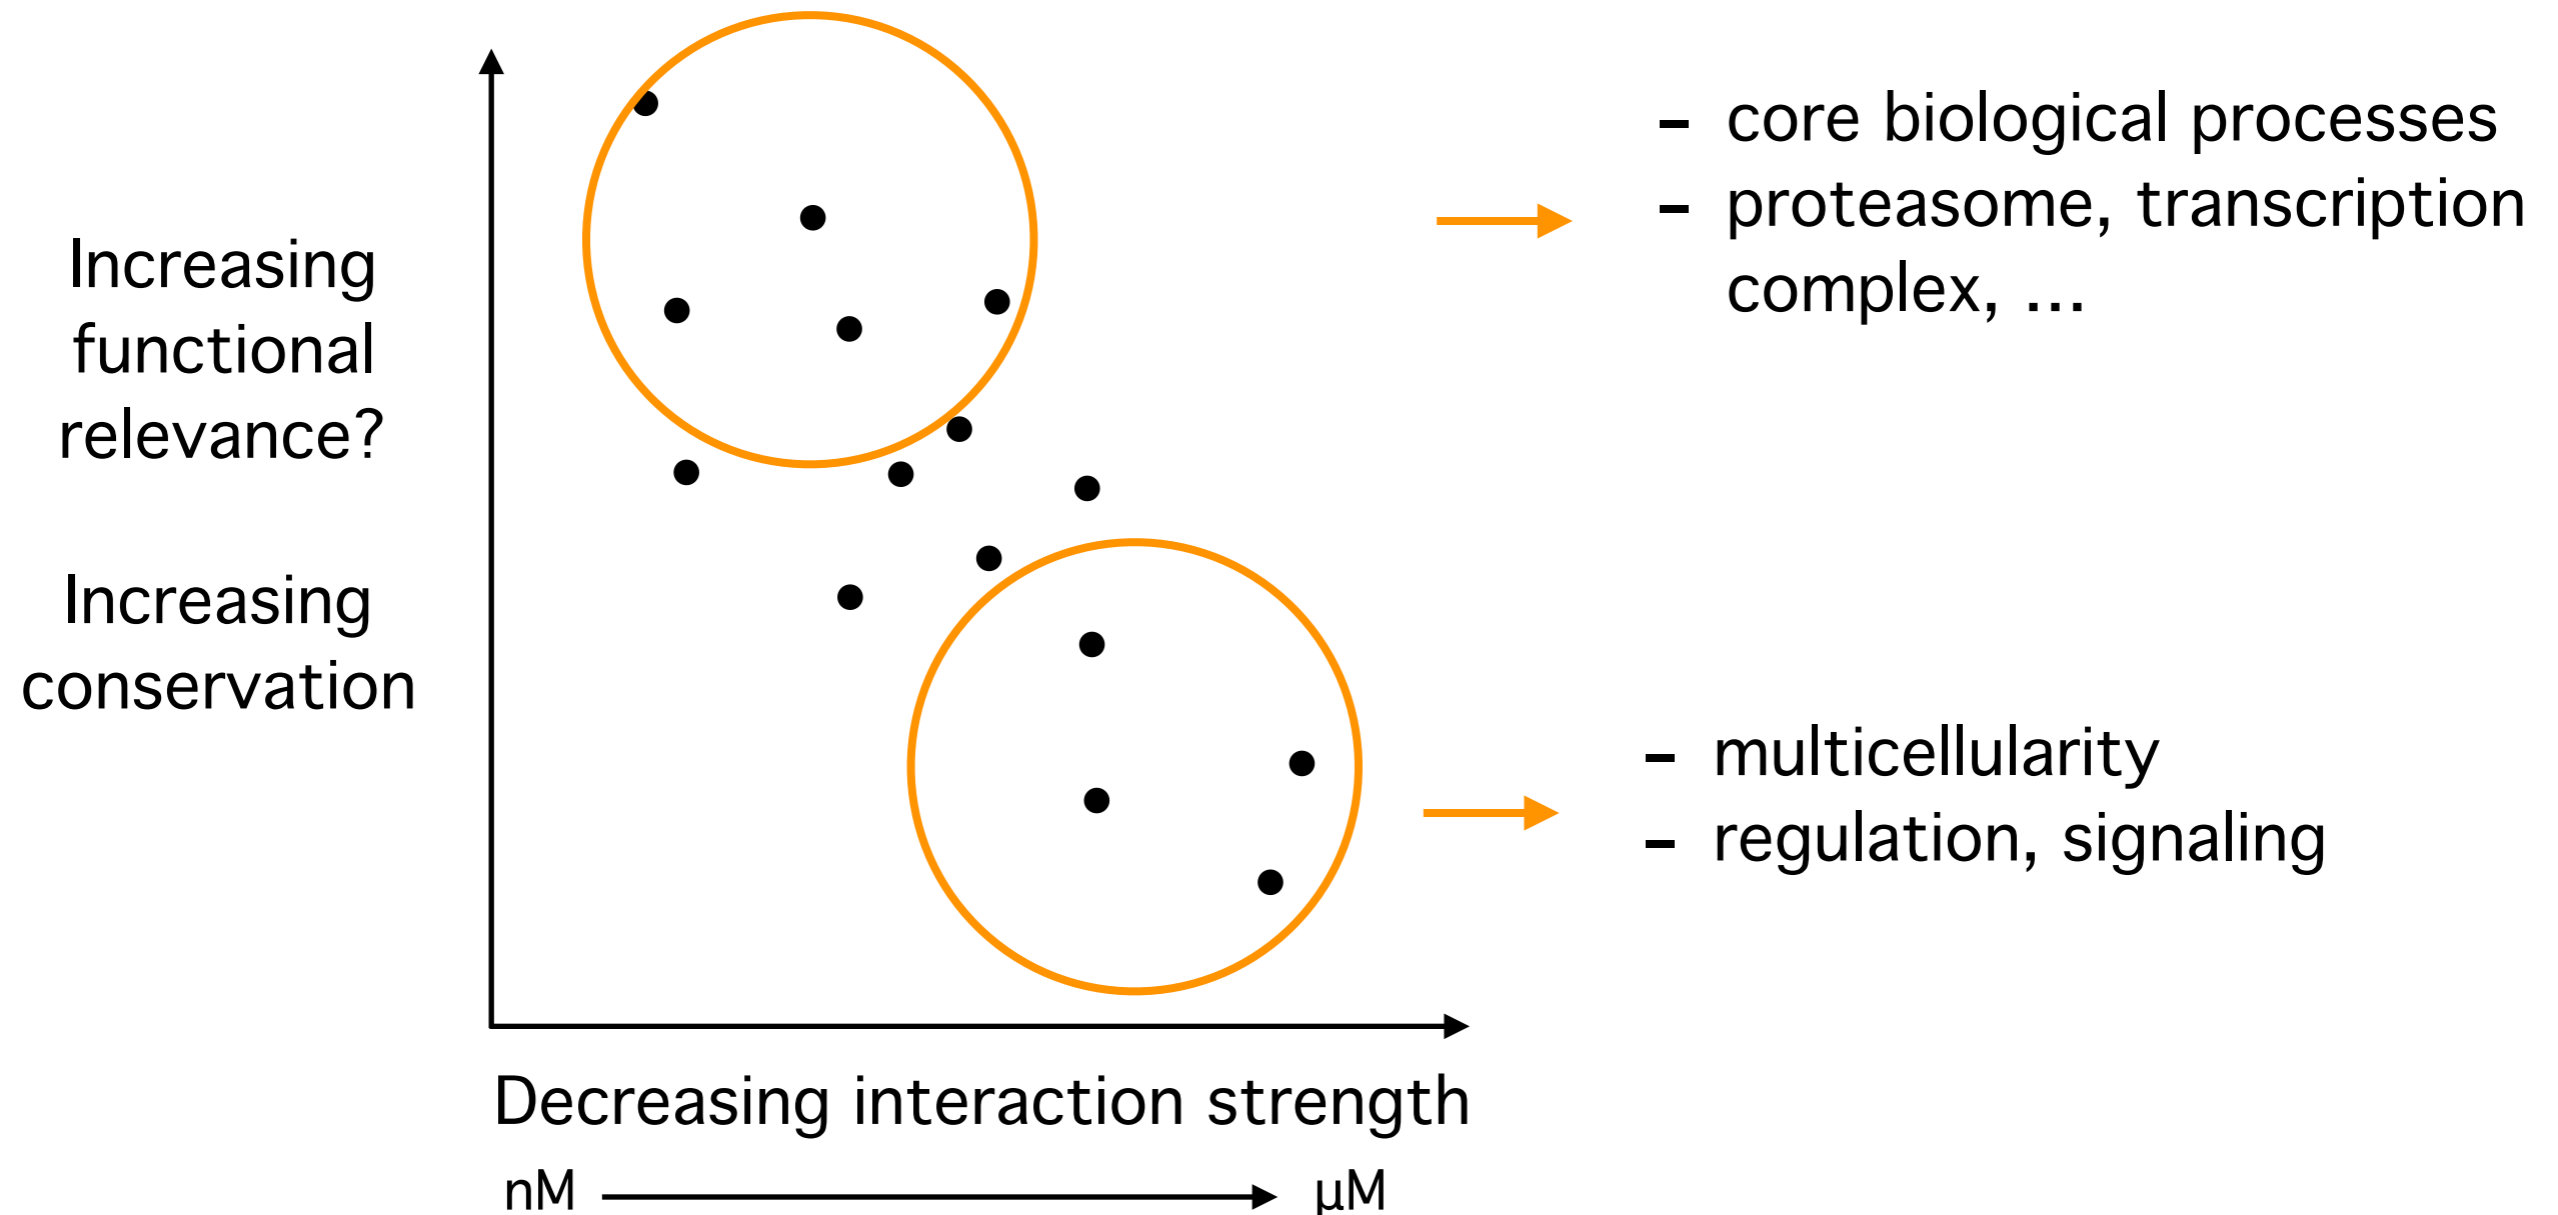 Increasing
functional
relevance?
Increasing
conservation
– core biological processes
– proteasome, transcription
complex, ...
– multicellularity
– regulation, signaling
Decreasing interaction strength
nM
μM